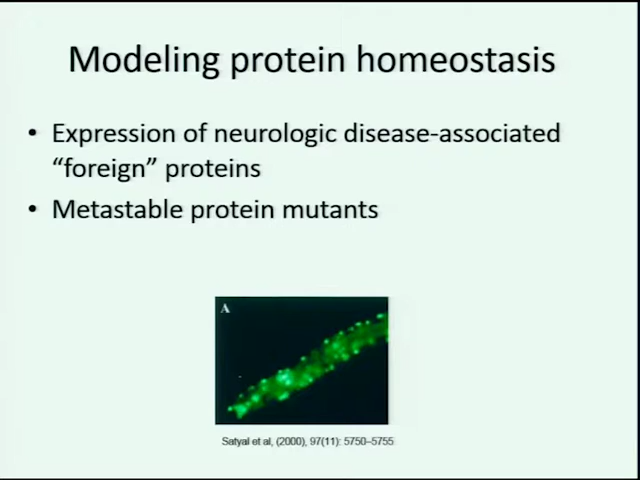 Modeling protein homeostasis
• Expression of neurologic disease-associated
“foreign” proteins
• Metastable protein mutants
A
Satyal et al, (2000), 97(11): 5750–5755